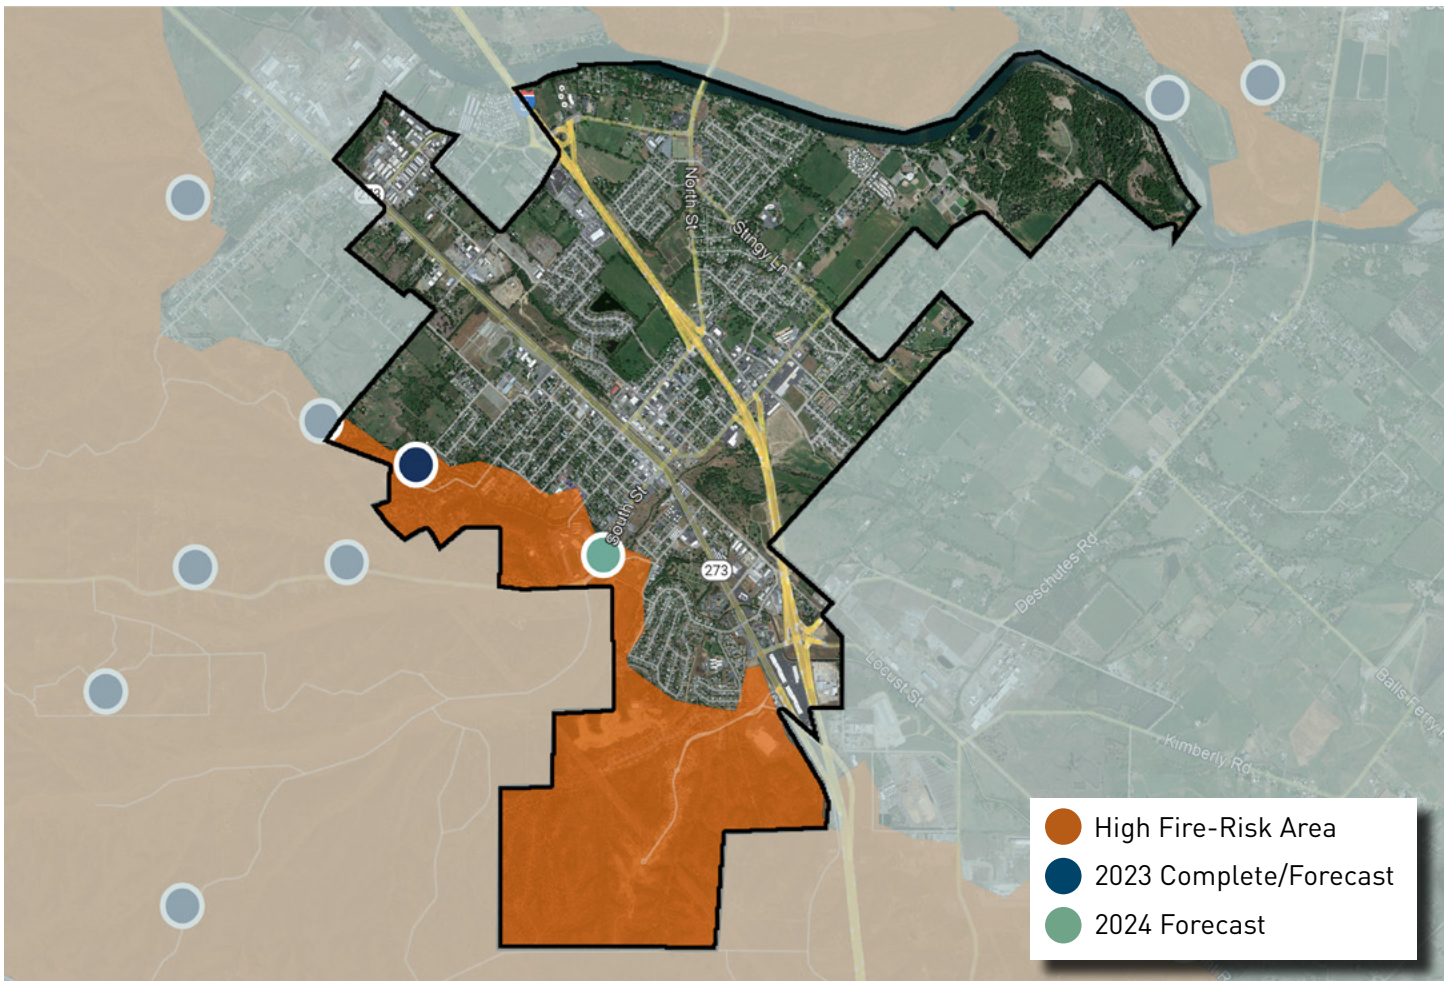 North St
Stingy Ln
South St
273
Deschutes Rd
Locust St
Balls Ferry R
Kimberly Rd
High Fire-Risk Area
2023 Complete/Forecast
2024 Forecast